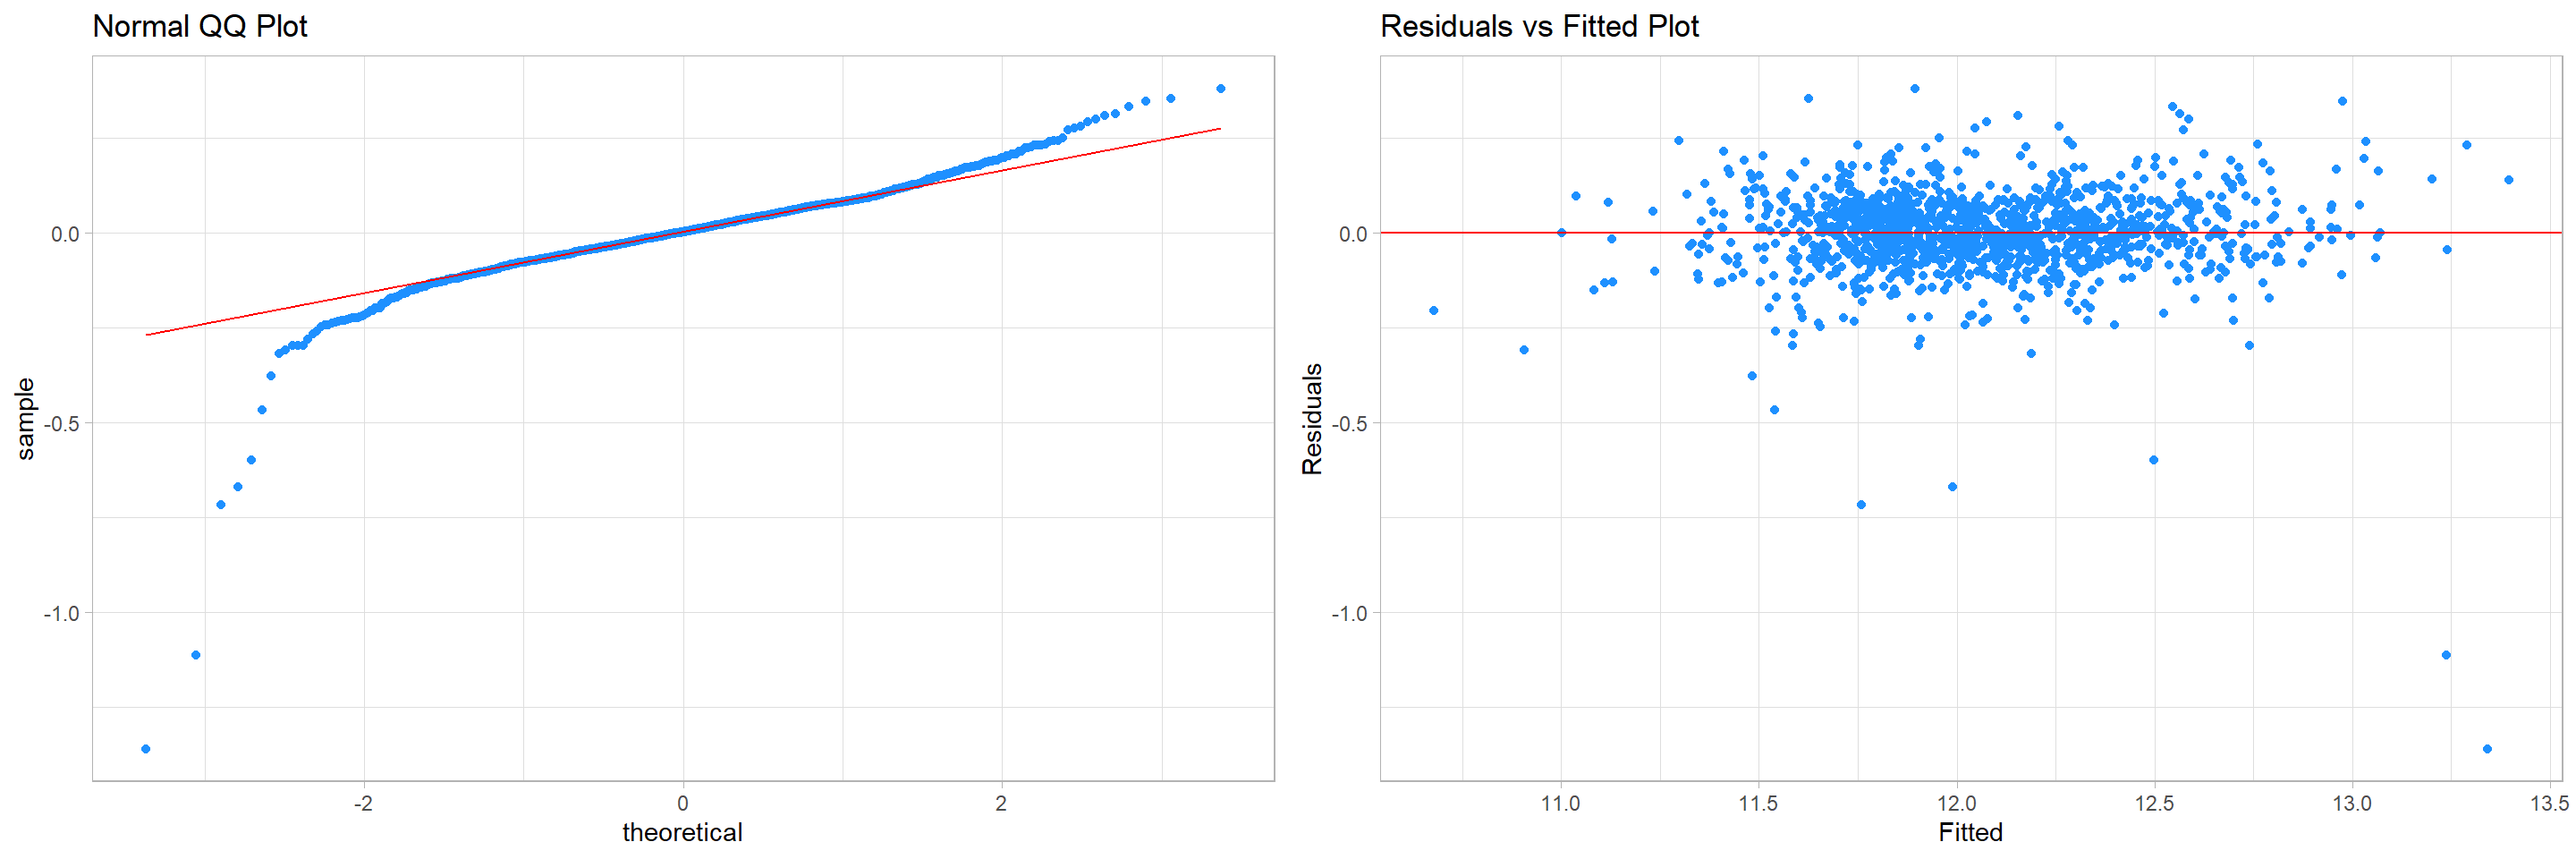 Normal QQ Plot
0.0
-0.5
-1.0
sample
-2
0
2
theoretical
Residuals vs Fitted Plot
0.0
-0.5
-1.0
Residuals
11.0
11.5
12.0
12.5
13.0
13.5
Fitted